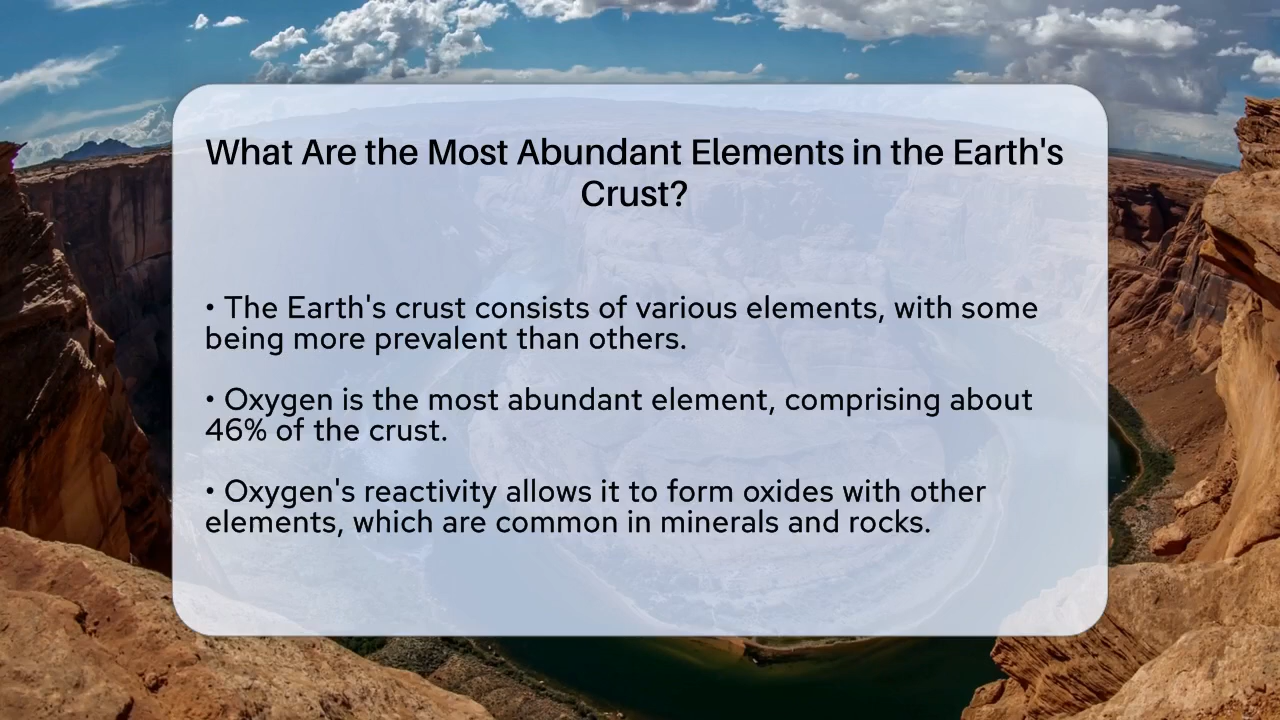 What Are the Most Abundant Elements in the Earth's
Crust?
• The Earth's crust consists of various elements, with some
being more prevalent than others.
• Oxygen is the most abundant element, comprising about
46% of the crust.
• Oxygen's reactivity allows it to form oxides with other
elements, which are common in minerals and rocks.